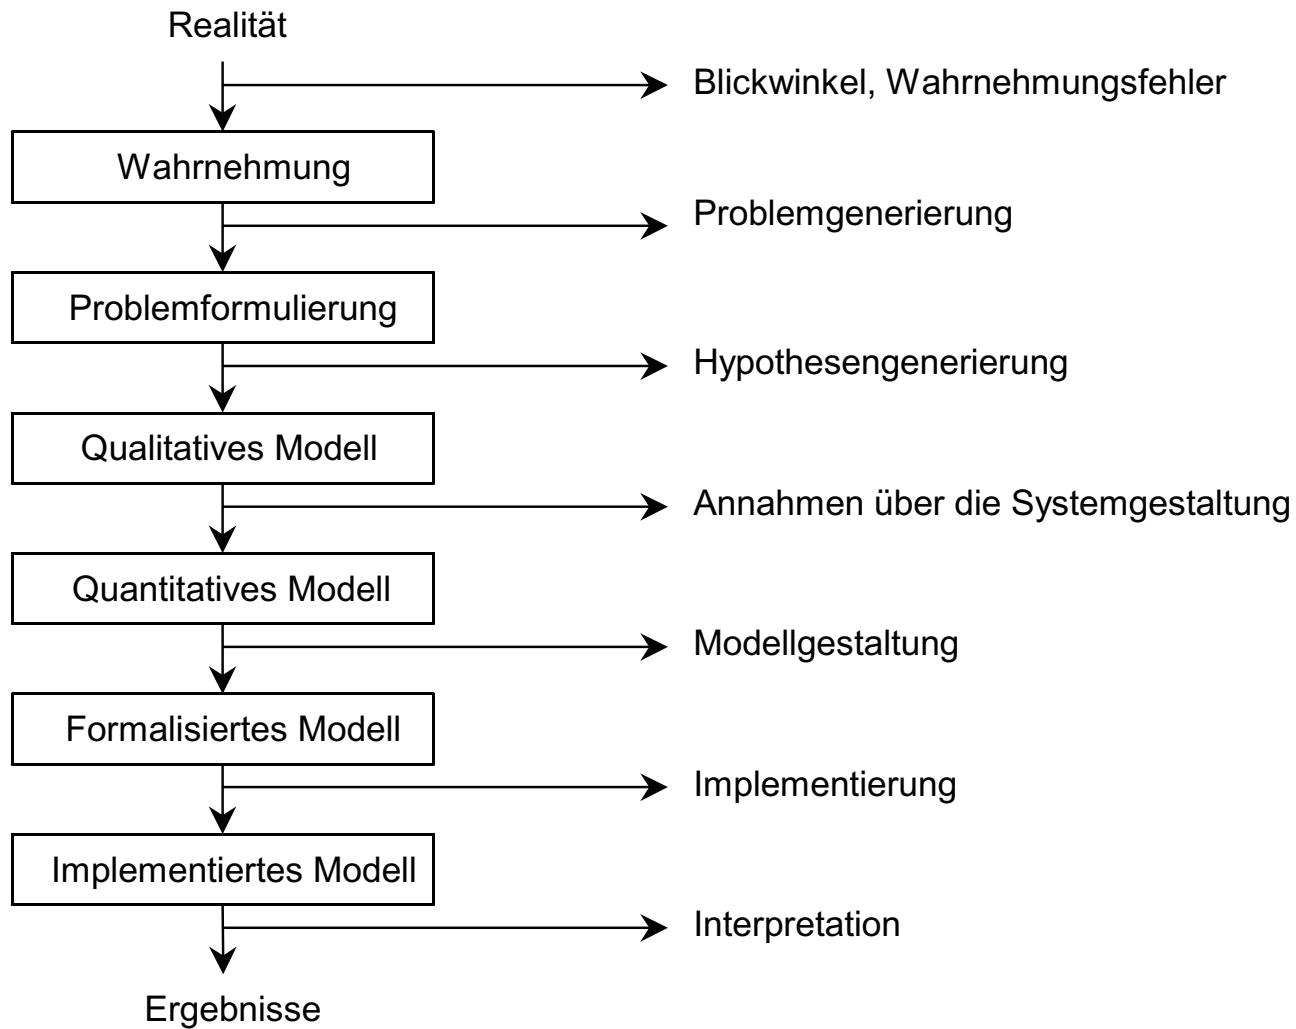 Realität
Blickwinkel, Wahrnehmungsfehler
Wahrnehmung
Problemgenerierung
Problemformulierung
Hypothesengenerierung
Qualitatives Modell
Annahmen über die Systemgestaltung
Quantitatives Modell
Modellgestaltung
Formalisiertes Modell
Implementierung
Implementiertes Modell
Interpretation
Ergebnisse